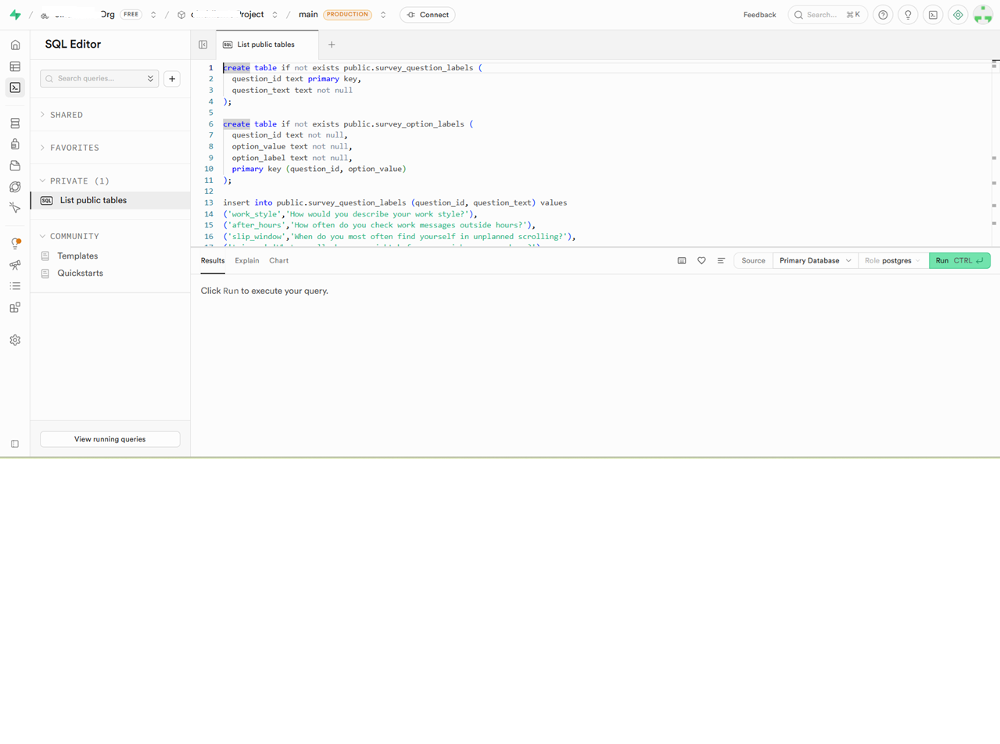 / Org FREE / Project / main PRODUCTION Connect Feedback Search... ⌘K
SQL Editor
List public tables
Search queries...
SHARED
FAVORITES
PRIVATE (1)
SQL List public tables
COMMUNITY
Templates
Quickstarts
View running queries
1 create table if not exists public.survey_question_labels (
2 question_id text primary key,
3 question_text text not null
4 );
5
6 create table if not exists public.survey_option_labels (
7 question_id text not null,
8 option_value text not null,
9 option_label text not null,
10 primary key (question_id, option_value)
11 );
12
13 insert into public.survey_question_labels (question_id, question_text) values
14 ('work_style','How would you describe your work style?'),
15 ('after_hours','How often do you check work messages outside hours?'),
16 ('slip_window','When do you most often find yourself in unplanned scrolling?'),
Results Explain Chart Source Primary Database Role postgres Run CTRL
Click Run to execute your query.